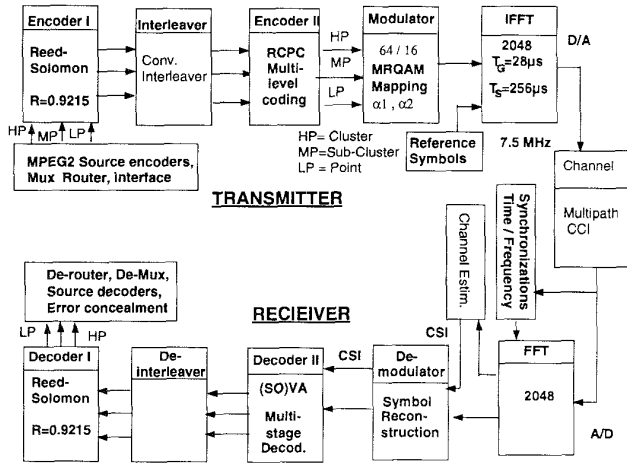 Encoder I
Reed-
Solomon
R=0.9215
HP
MP
LP
MPEG2 Source encoders,
Mux Router, interface
Interleaver
Conv.
Interleaver
Encoder II
RCPC
Multi-
level
coding
HP
MP
LP
Modulator
64 / 16
MRQAM
Mapping
α1 , α2
HP= Cluster
MP=Sub-Cluster
LP = Point
IFFT
2048
TG=28µs
TS=256µs
D/A
Reference
Symbols
7.5 MHz
Channel
Multipath
CCI
TRANSMITTER
Synchronizations
Time / Frequency
Channel Estim.
De-router, De-Mux,
Source decoders,
Error concealment
RECIEIVER
LP
MP
HP
Decoder I
Reed-
Solomon
R=0.9215
De-
interleaver
Decoder II
(SO)VA
Multi-
stage
Decod.
CSI
CSI
De-
modulator
Symbol
Recon-
struction
FFT
2048
A/D